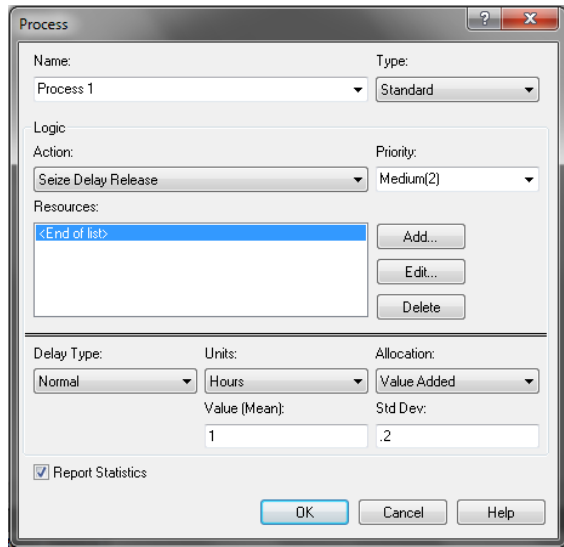 Process
?
X
Name:
Type:
Process 1
Standard
Logic
Action:
Priority:
Seize Delay Release
Medium(2)
Resources:
<End of list>
Add...
Edit...
Delete
Delay Type:
Units:
Allocation:
Normal
Hours
Value Added
Value (Mean):
Std Dev:
1
.2
Report Statistics
OK
Cancel
Help